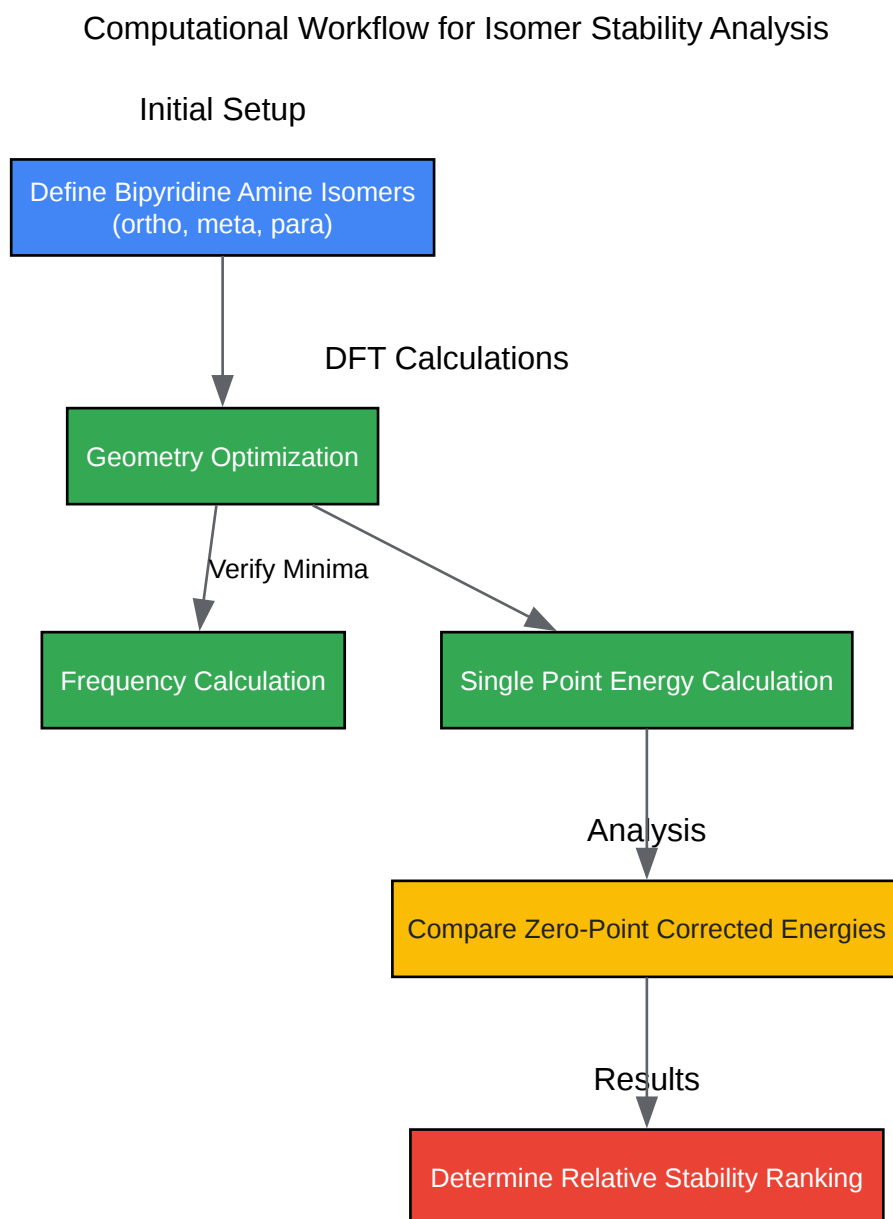 Computational Workflow for Isomer Stability Analysis
Initial Setup
Define Bipyridine Amine Isomers
(ortho, meta, para)
DFT Calculations
Geometry Optimization
Verify Minima
Frequency Calculation
Single Point Energy Calculation
Analysis
Compare Zero-Point Corrected Energies
Results
Determine Relative Stability Ranking